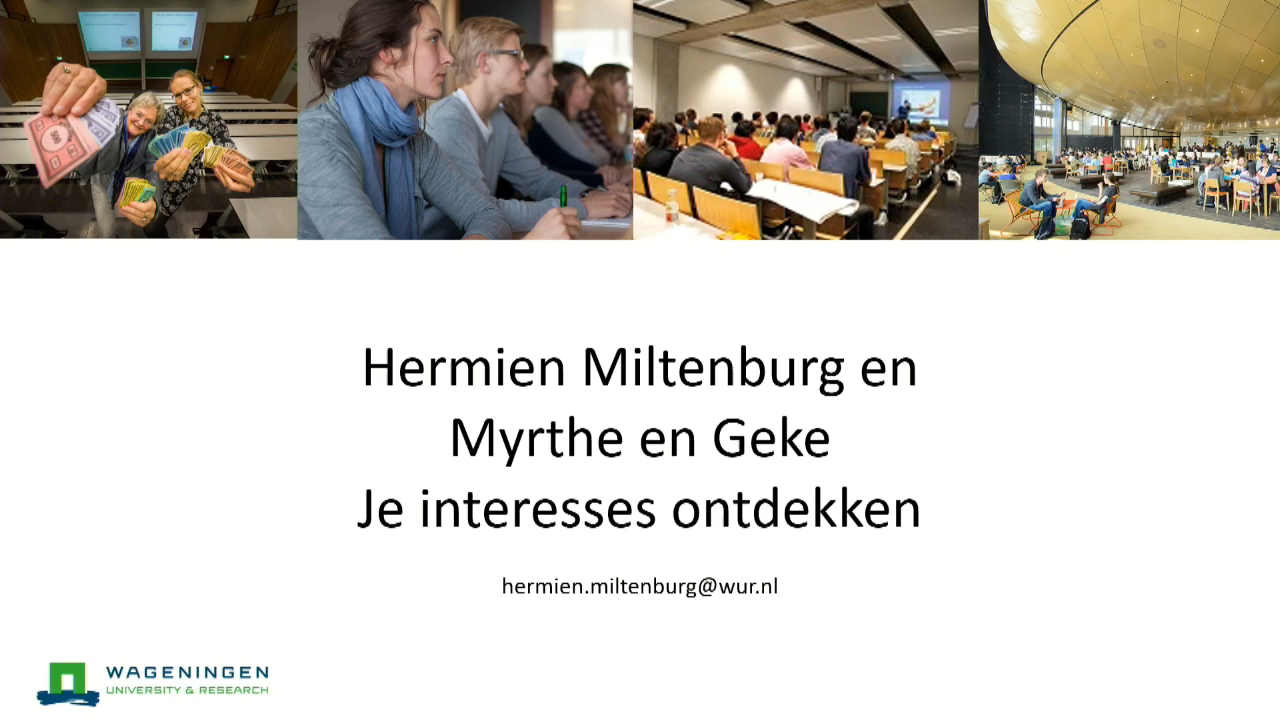 Hermien Miltenburg en
Myrthe en Geke
Je interesses ontdekken
hermien.miltenburg@wur.nl
WAGENINGEN
UNIVERSITY & RESEARCH